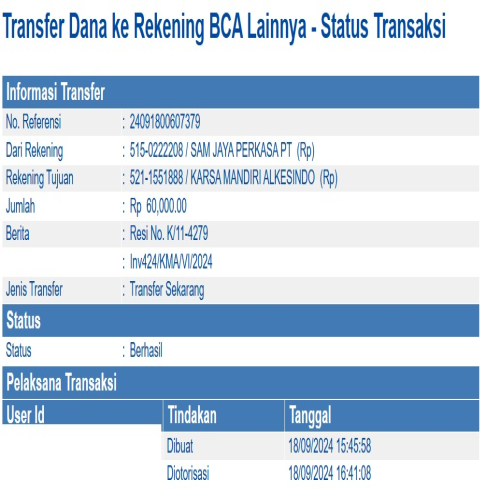 Transfer Dana ke Rekening BCA Lainnya - Status Transaksi
Informasi Transfer
No. Referensi : 24091800607379
Dari Rekening : 515-0222208 / SAM JAYA PERKASA PT (Rp)
Rekening Tujuan : 521-1551888 / KARSA MANDIRI ALKESINDO (Rp)
Jumlah : Rp 60,000.00
Berita : Resi No. K/11-4279
: Inv424/KMA/VI/2024
Jenis Transfer : Transfer Sekarang
Status
Status : Berhasil
Pelaksana Transaksi
User Id Tindakan Tanggal
Dibuat 18/09/2024 15:45:58
Diotorisasi 18/09/2024 16:41:08